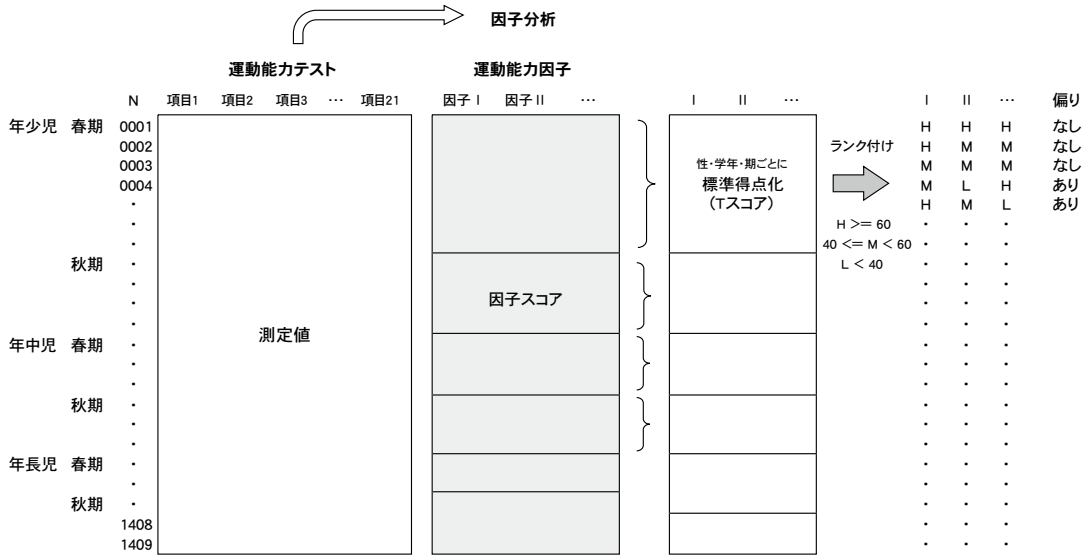 因子分析
運動能力テスト 運動能力因子
N 項目1 項目2 項目3 … 項目21 因子 I 因子 II … I II … I II … 偏り
年少児 春期 0001 H H H なし
0002 ランク付け H M M なし
0003 性・学年・期ごとに M M M なし
0004 標準得点化 M L H あり
・ （Tスコア） H M L あり
・ H >= 60 ・ ・ ・ ・
・ 40 <= M < 60 ・ ・ ・ ・
秋期 ・ L < 40 ・ ・ ・ ・
・ ・ ・ ・
・ 因子スコア ・ ・ ・
・ ・ ・ ・
測定値
年中児 春期 ・ ・ ・ ・
・ ・ ・ ・
・ ・ ・ ・
秋期 ・ ・ ・ ・
・ ・ ・ ・
・ ・ ・ ・
年長児 春期 ・ ・ ・ ・
・ ・ ・ ・
秋期 ・ ・ ・ ・
1408 ・ ・ ・
1409 ・ ・ ・